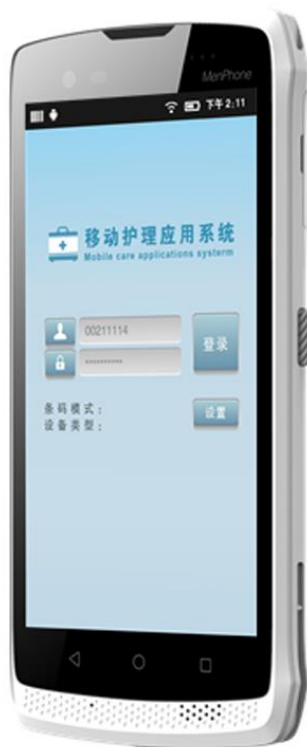 MenPhone
下午 2:11
移动护理应用系统
Mobile care applications systerm
00211114
**********
登录
条码模式：
设置
设备类型：